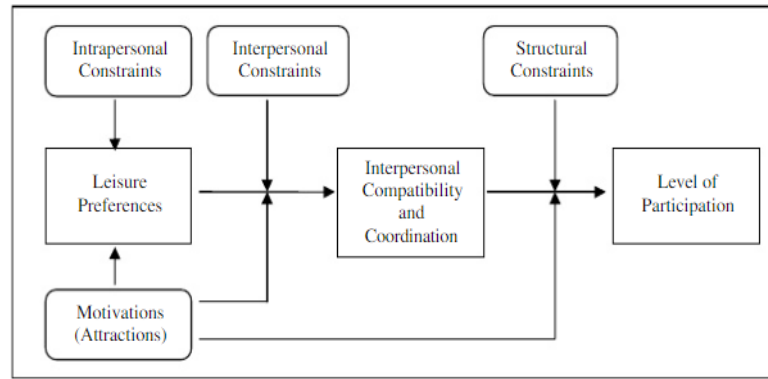 Intrapersonal
Constraints
Interpersonal
Constraints
Structural
Constraints
Leisure
Preferences
Interpersonal
Compatibility
and
Coordination
Level of
Participation
Motivations
(Attractions)